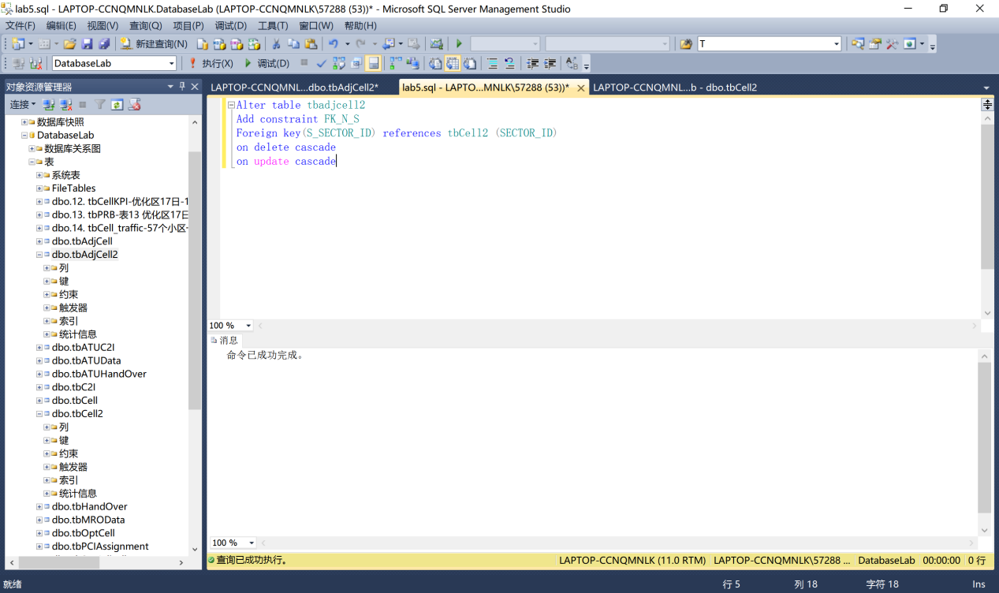 lab5.sql - LAPTOP-CCNQMNLK.DatabaseLab (LAPTOP-CCNQMNLK\57288 (53))* - Microsoft SQL Server Management Studio
文件(F) 编辑(E) 视图(V) 查询(Q) 项目(P) 调试(D) 工具(T) 窗口(W) 帮助(H)
新建查询(N) T
DatabaseLab 执行(X) 调试(D)
对象资源管理器
连接
数据库快照
DatabaseLab
数据库关系图
表
系统表
FileTables
dbo.12. tbCellKPI-优化区17日-1
dbo.13. tbPRB-表13 优化区17日
dbo.14. tbCell_traffic-57个小区-
dbo.tbAdjCell
dbo.tbAdjCell2
列
键
约束
触发器
索引
统计信息
dbo.tbATUC2I
dbo.tbATUData
dbo.tbATUHandOver
dbo.tbC2I
dbo.tbCell
dbo.tbCell2
列
键
约束
触发器
索引
统计信息
dbo.tbHandOver
dbo.tbMROData
dbo.tbOptCell
dbo.tbPCIAssignment
LAPTOP-CCNQMNL...dbo.tbAdjCell2* lab5.sql - LAPTO...MNLK\57288 (53))* LAPTOP-CCNQMNL...b - dbo.tbCell2
Alter table tbadjcell2
Add constraint FK_N_S
Foreign key(S_SECTOR_ID) references tbCell2 (SECTOR_ID)
on delete cascade
on update cascade
100 %
消息
命令已成功完成。
100 %
查询已成功执行。 LAPTOP-CCNQMNLK (11.0 RTM) LAPTOP-CCNQMNLK\57288 ... DatabaseLab 00:00:00 0 行
就绪 行 5 列 18 字符 18 Ins